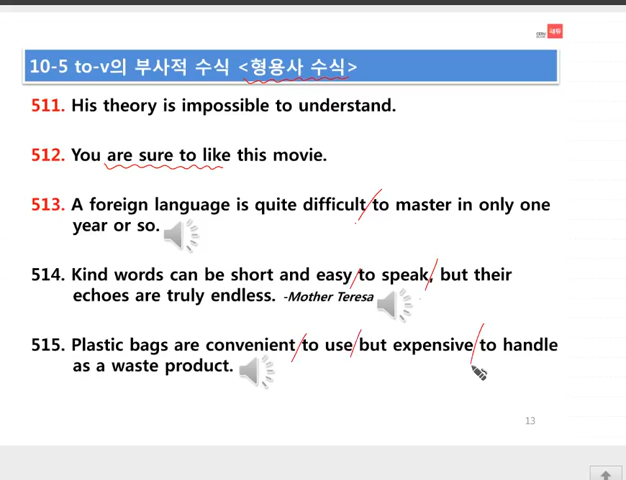 쎄듀
10-5 to-v의 부사적 수식 <형용사 수식>
511. His theory is impossible to understand.
512. You are sure to like this movie.
513. A foreign language is quite difficult to master in only one
year or so.
514. Kind words can be short and easy to speak, but their
echoes are truly endless. -Mother Teresa
515. Plastic bags are convenient to use but expensive to handle
as a waste product.
13